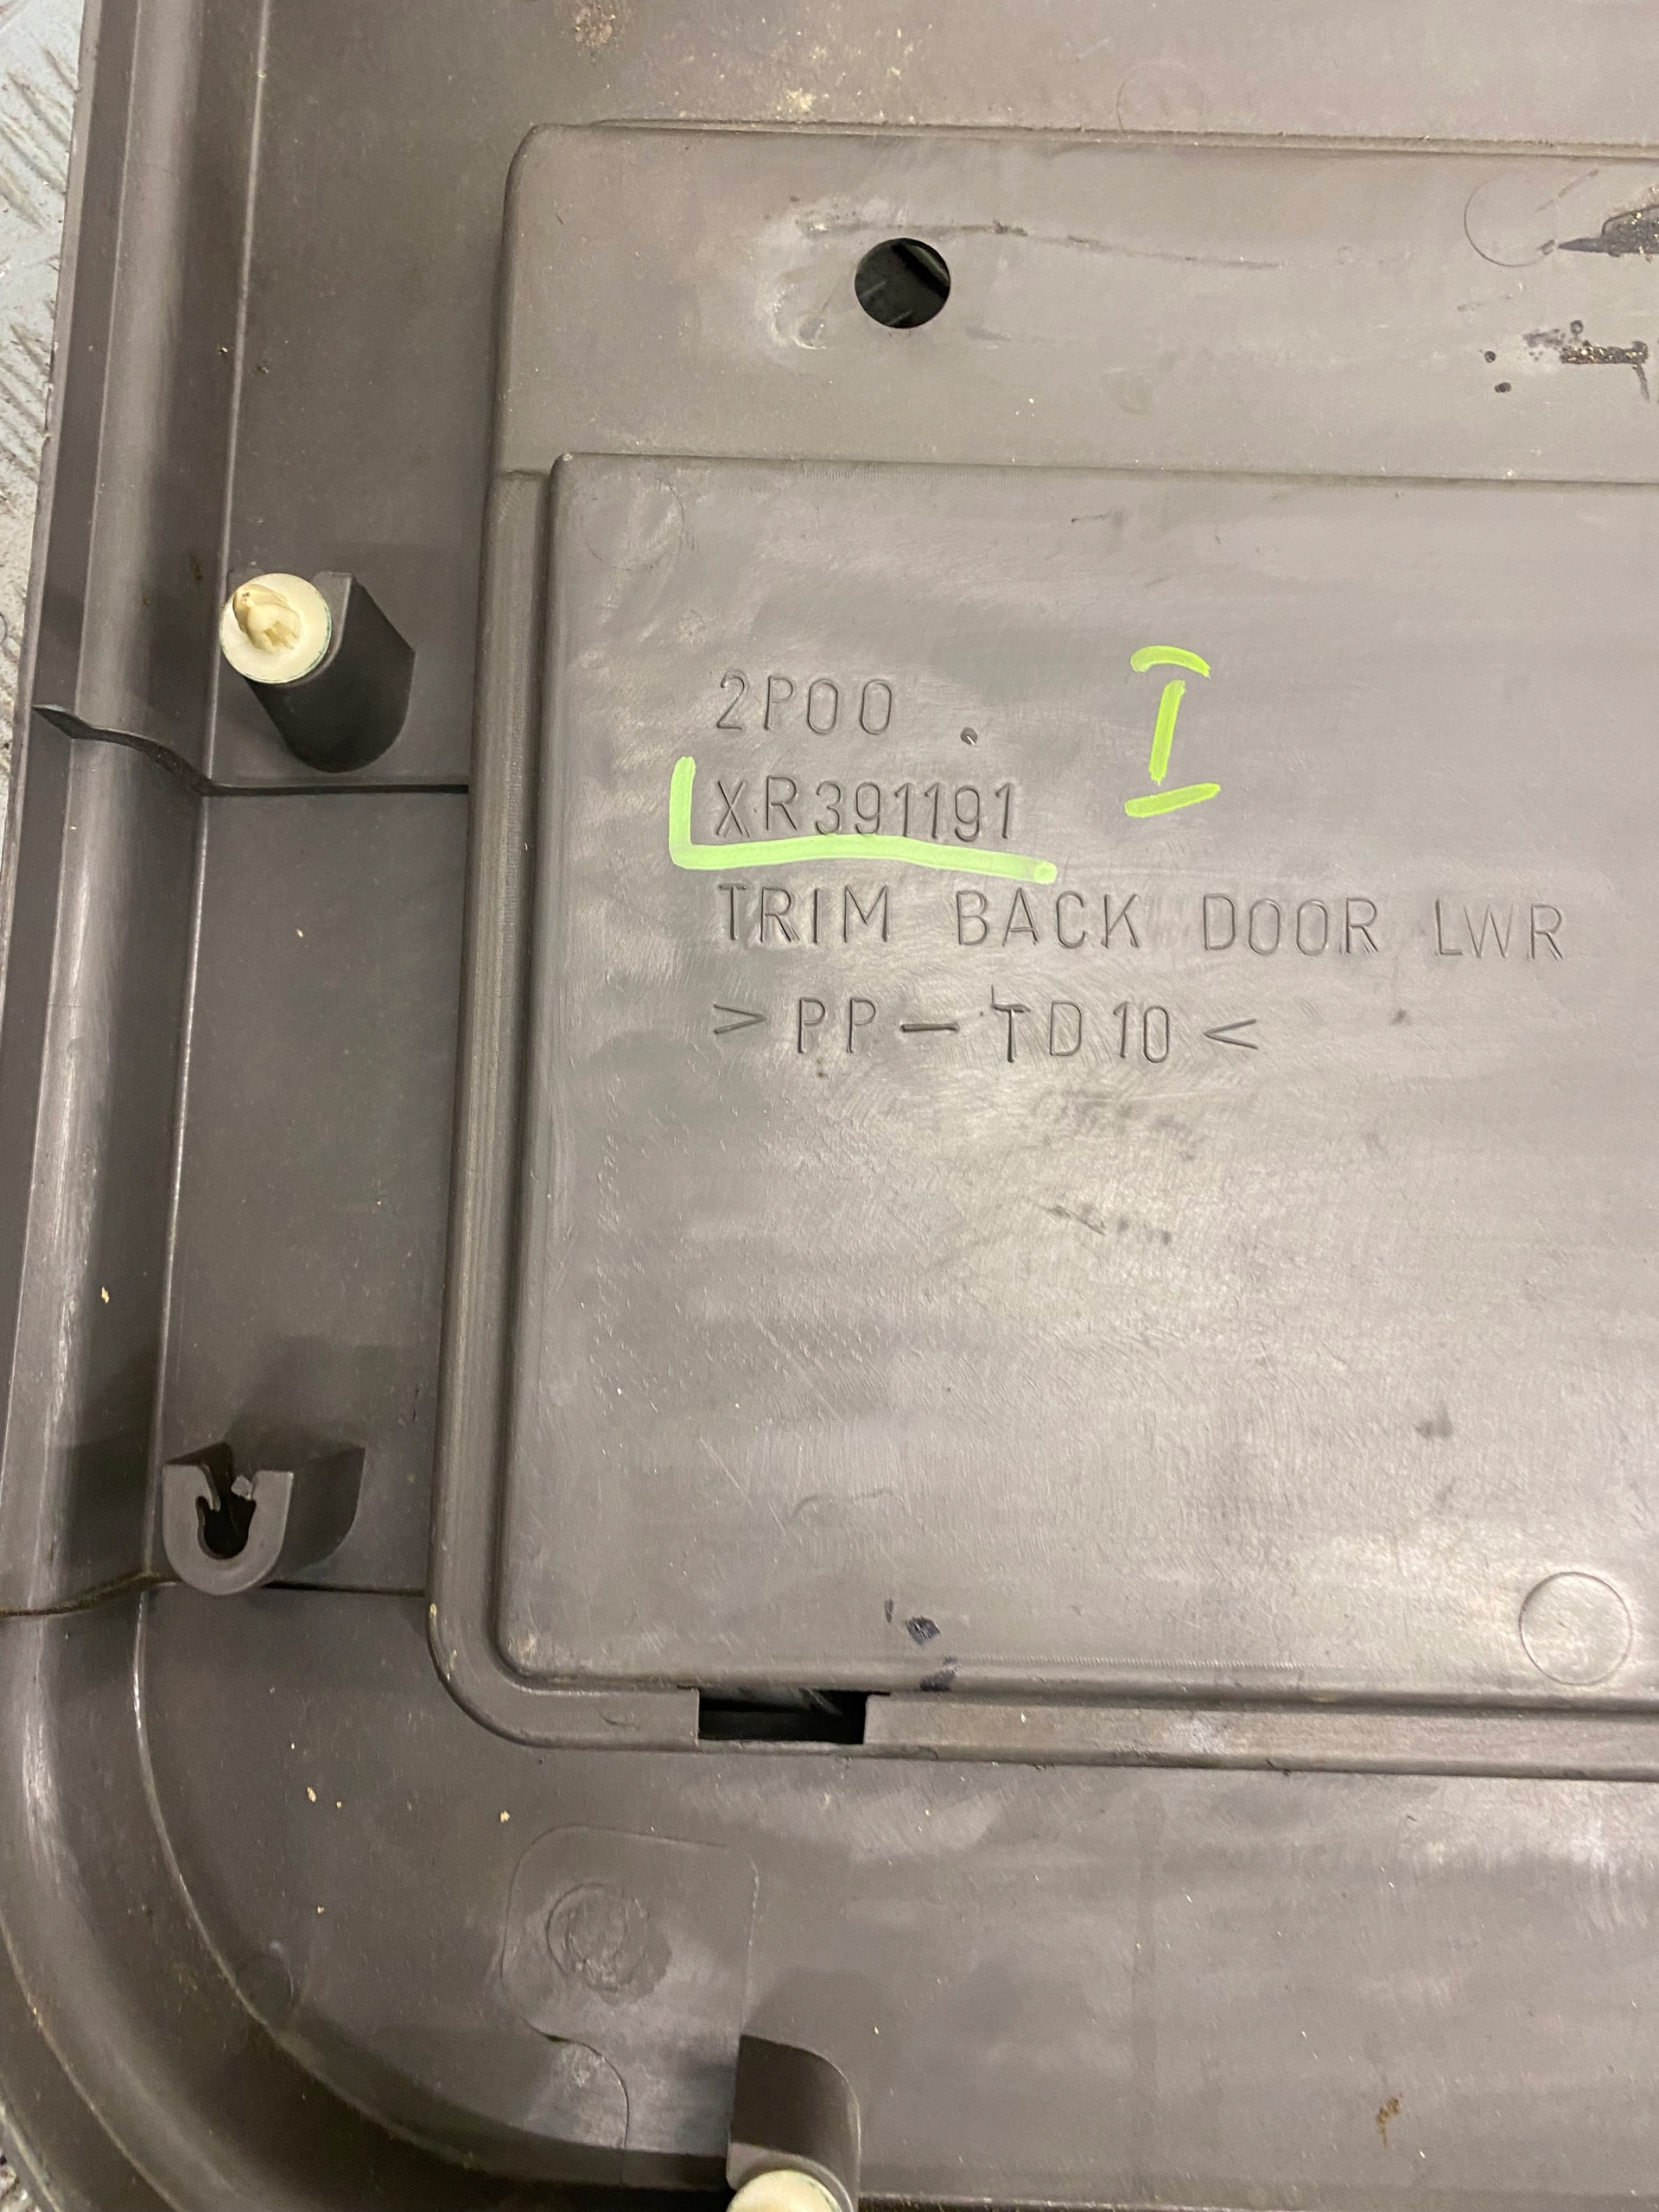 2P00
I
XR391191
TRIM BACK DOOR LWR
>PP-TD10<